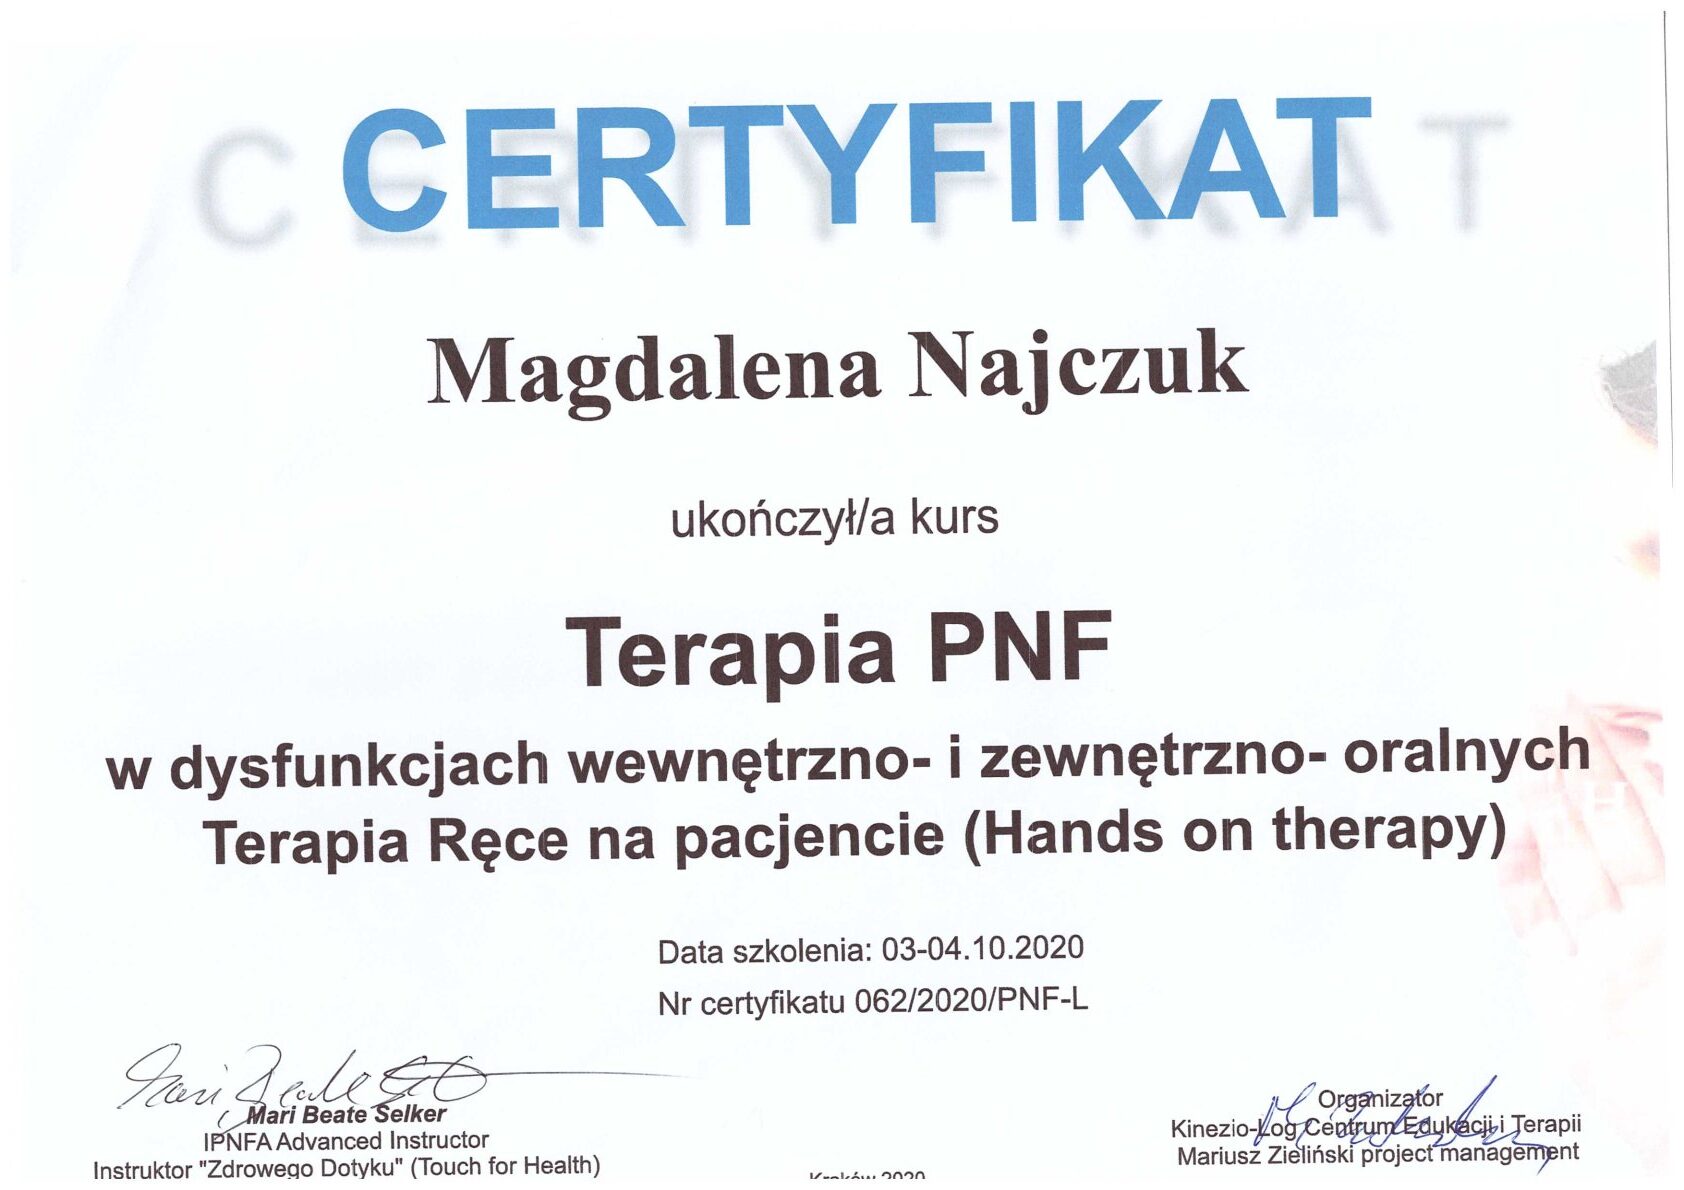 CERTYFIKAT
Magdalena Najczuk
ukończył/a kurs
Terapia PNF
w dysfunkcjach wewnętrzno- i zewnętrzno- oralnych
Terapia Ręce na pacjencie (Hands on therapy)
Data szkolenia: 03-04.10.2020
Nr certyfikatu 062/2020/PNF-L
Mari Beate Selker
IPNFA Advanced Instructor
Instruktor "Zdrowego Dotyku" (Touch for Health)
Kraków 2020
Organizator
Kinezio-Log Centrum Edukacji i Terapii
Mariusz Zieliński project management